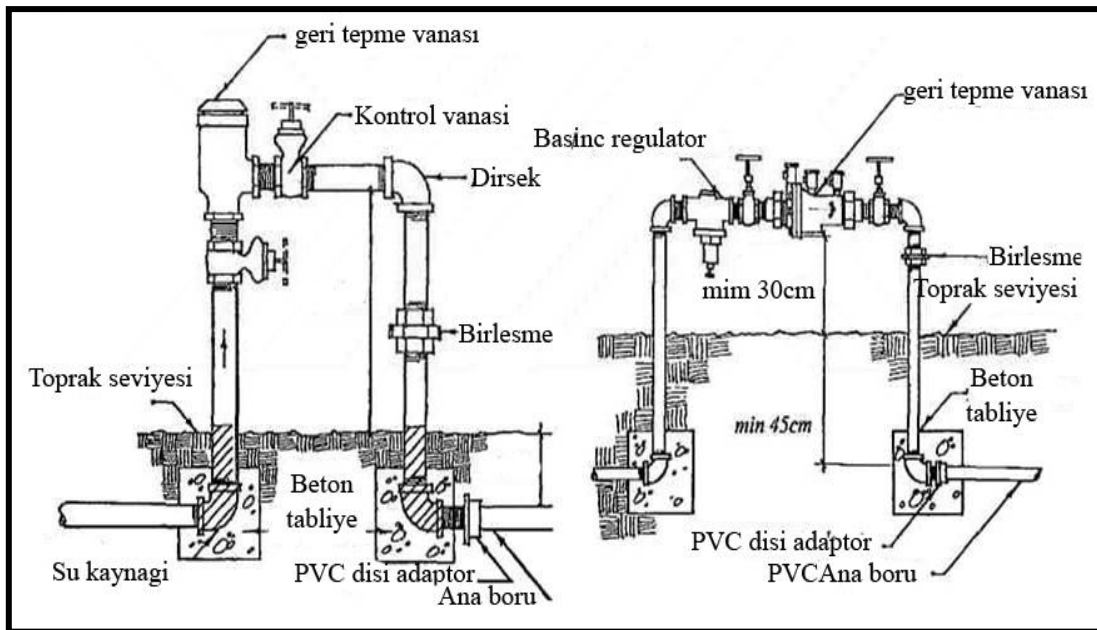 geri tepme vanası
Kontrol vanasi
Dirsek
Birlesme
Toprak seviyesi
Beton
tabliye
Su kaynagi
PVC disi adaptor
Ana boru
geri tepme vanası
Basinc regulator
Birlesme
mim 30cm
Toprak seviyesi
Beton
tabliye
min 45cm
PVC disi adaptor
PVCAna boru